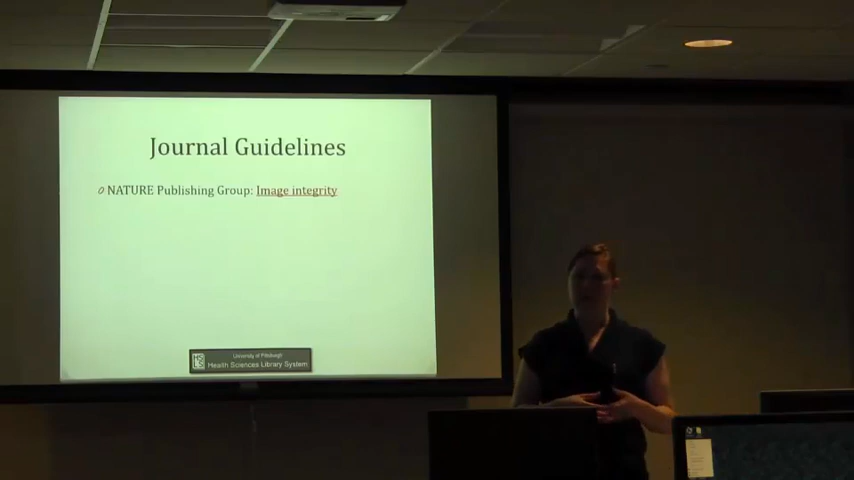 Journal Guidelines
NATURE Publishing Group: Image integrity
University of Pittsburgh
Health Sciences Library System